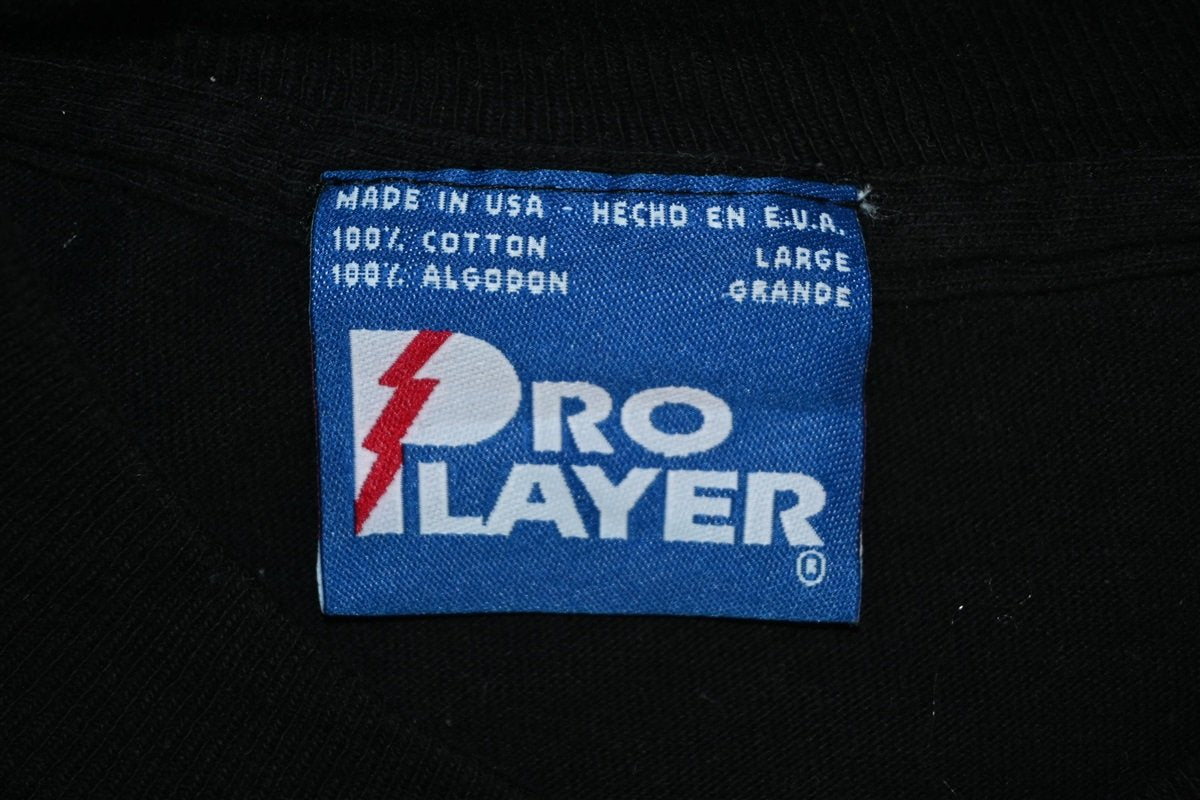 MADE IN USA - HECHO EN E.U.A.
100% COTTON LARGE
100% ALGODON GRANDE
PRO
PLAYER
®